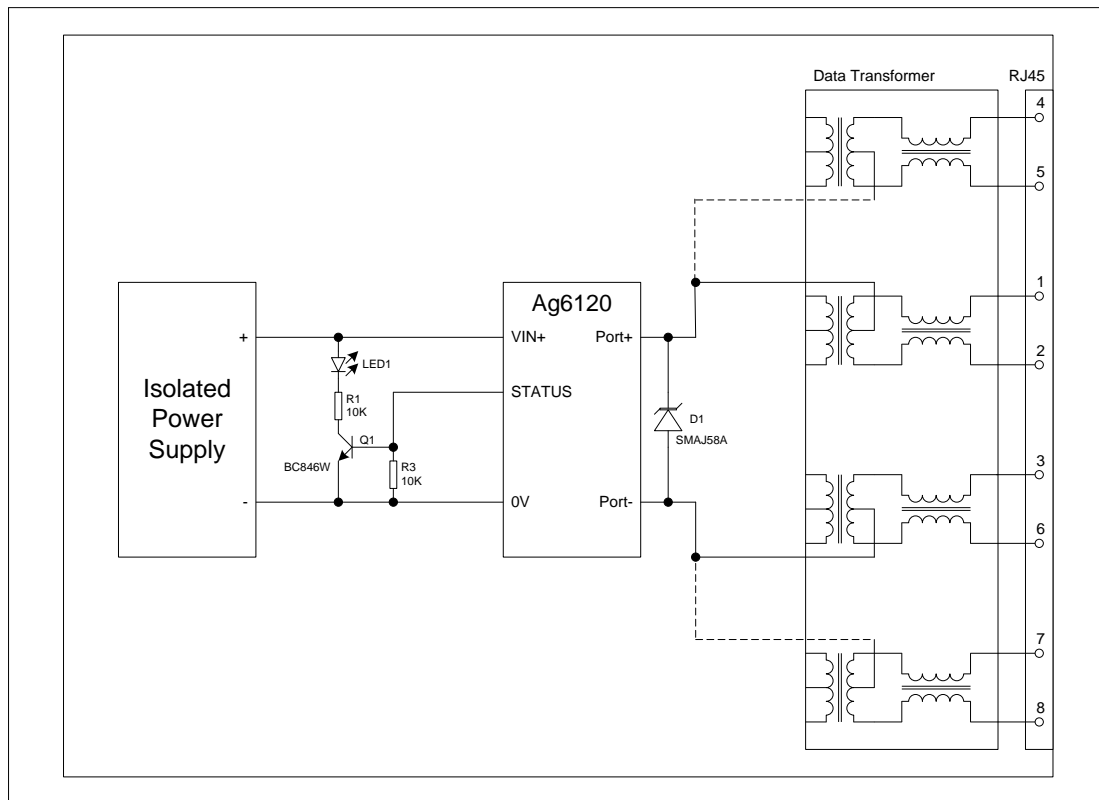 Data Transformer
RJ45
4
5
1
2
3
6
7
8
Isolated
Power
Supply
+
-
LED1
R1
10K
Q1
BC846W
R3
10K
Ag6120
VIN+
Port+
STATUS
0V
Port-
D1
SMAJ58A